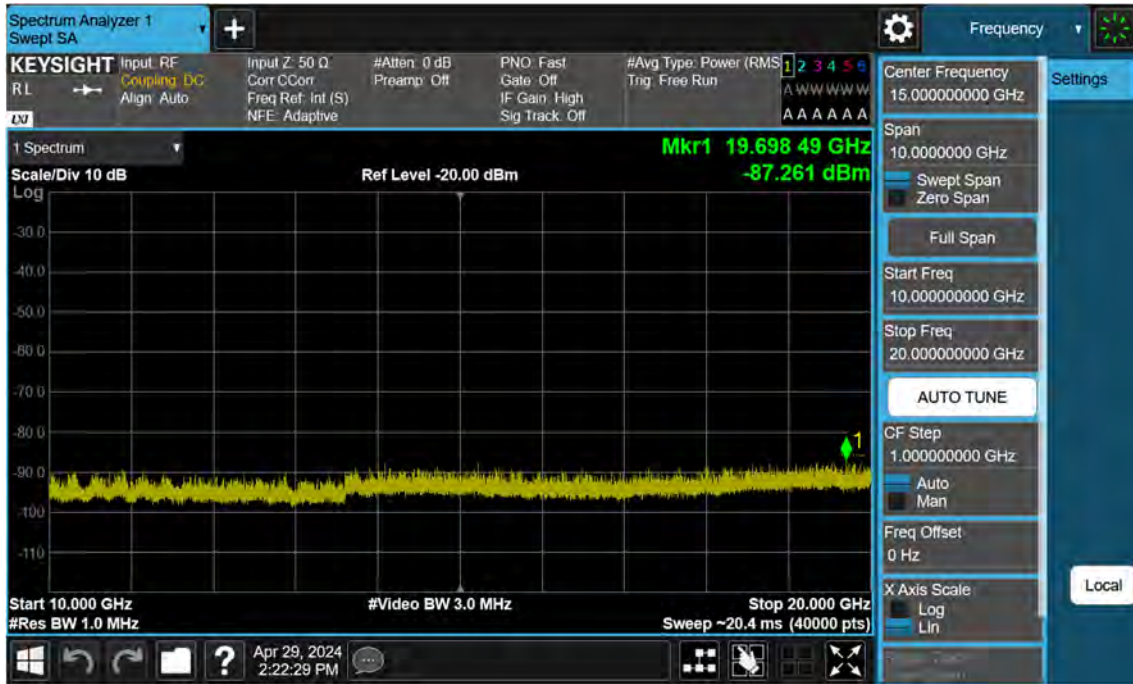 Spectrum Analyzer 1
Swept SA
+
Frequency
KEYSIGHT
RL
LXI
Input: RF
Coupling: DC
Align: Auto
Input Z: 50 Ω
Corr CCorr
Freq Ref: Int (S)
NFE: Adaptive
#Atten: 0 dB
Preamp: Off
PNO: Fast
Gate: Off
IF Gain: High
Sig Track: Off
#Avg Type: Power (RMS
Trig: Free Run
1 2 3 4 5 6
A W W W W W
A A A A A A
1 Spectrum
Scale/Div 10 dB
Ref Level -20.00 dBm
Mkr1 19.698 49 GHz
-87.261 dBm
Log
-30.0
-40.0
-50.0
-60.0
-70.0
-80.0
-90.0
-100
-110
1
Start 10.000 GHz
#Res BW 1.0 MHz
#Video BW 3.0 MHz
Stop 20.000 GHz
Sweep ~20.4 ms (40000 pts)
?
Apr 29, 2024
2:22:29 PM
Center Frequency
15.000000000 GHz
Span
10.0000000 GHz
Swept Span
Zero Span
Full Span
Start Freq
10.000000000 GHz
Stop Freq
20.000000000 GHz
AUTO TUNE
CF Step
1.000000000 GHz
Auto
Man
Freq Offset
0 Hz
X Axis Scale
Log
Lin
Settings
Local